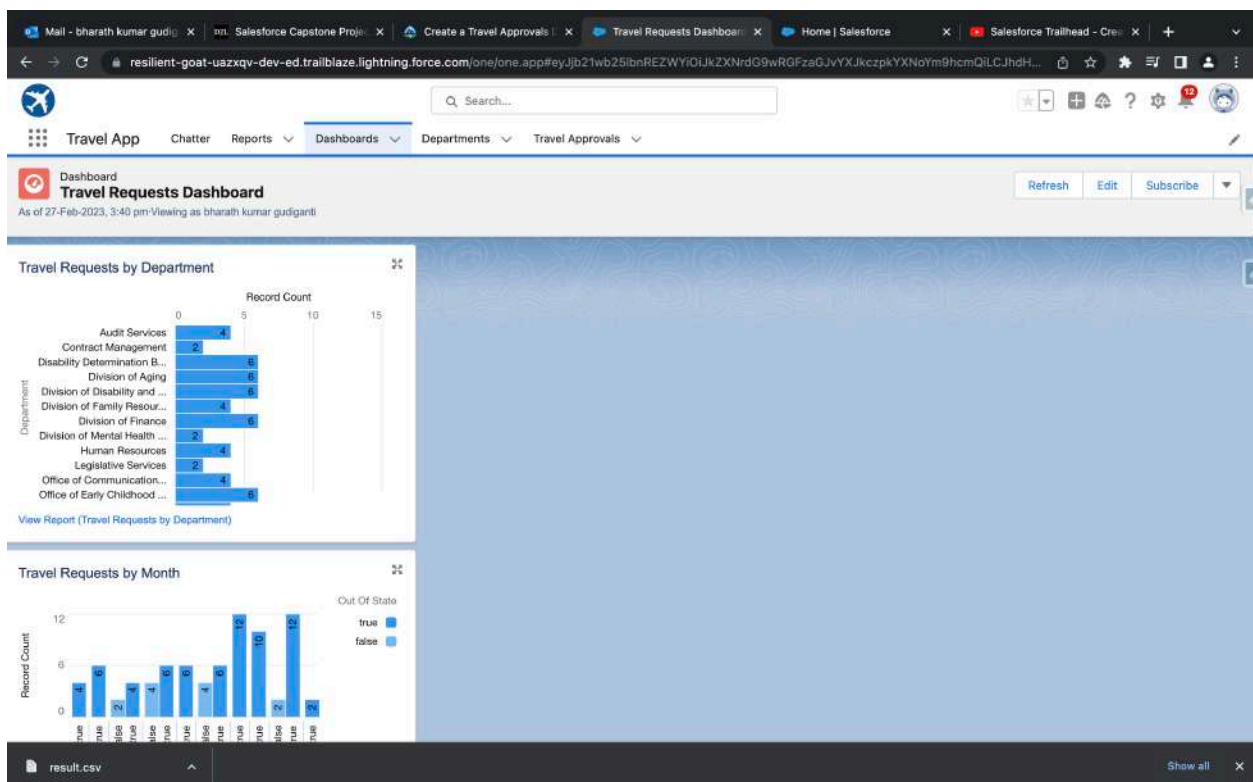 Mail - bharath kumar gudig
Salesforce Capstone Proje
Create a Travel Approvals
Travel Requests Dashboar
Home | Salesforce
Salesforce Trailhead - Cre
resilient-goat-uazxqv-dev-ed.trailblaze.lightning.force.com
Search...
12
Travel App
Chatter
Reports
Dashboards
Departments
Travel Approvals
Dashboard
Travel Requests Dashboard
As of 27-Feb-2023, 3:40 pm·Viewing as bharath kumar gudiganti
Refresh
Edit
Subscribe
Travel Requests by Department
Record Count
0 5 10 15
Department
Audit Services 4
Contract Management 2
Disability Determination B... 6
Division of Aging 6
Division of Disability and ... 6
Division of Family Resour... 4
Division of Finance 6
Division of Mental Health ... 2
Human Resources 4
Legislative Services 2
Office of Communication... 4
Office of Early Childhood ... 6
View Report (Travel Requests by Department)
Travel Requests by Month
Out Of State
true
false
Record Count
12
6
0
4 6 2 4 4 6 6 4 6 12 10 2 12 2
true true false true
result.csv
Show all